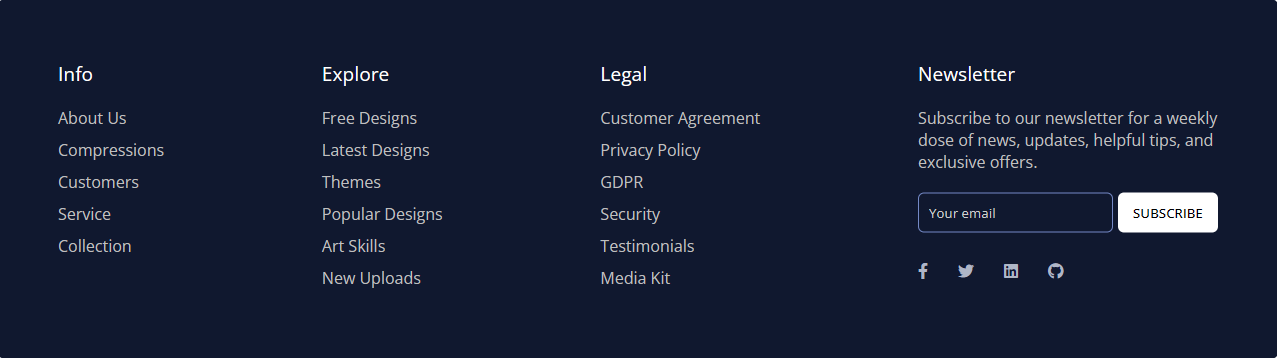 Info
About Us
Compressions
Customers
Service
Collection
Explore
Free Designs
Latest Designs
Themes
Popular Designs
Art Skills
New Uploads
Legal
Customer Agreement
Privacy Policy
GDPR
Security
Testimonials
Media Kit
Newsletter
Subscribe to our newsletter for a weekly
dose of news, updates, helpful tips, and
exclusive offers.
Your email
SUBSCRIBE